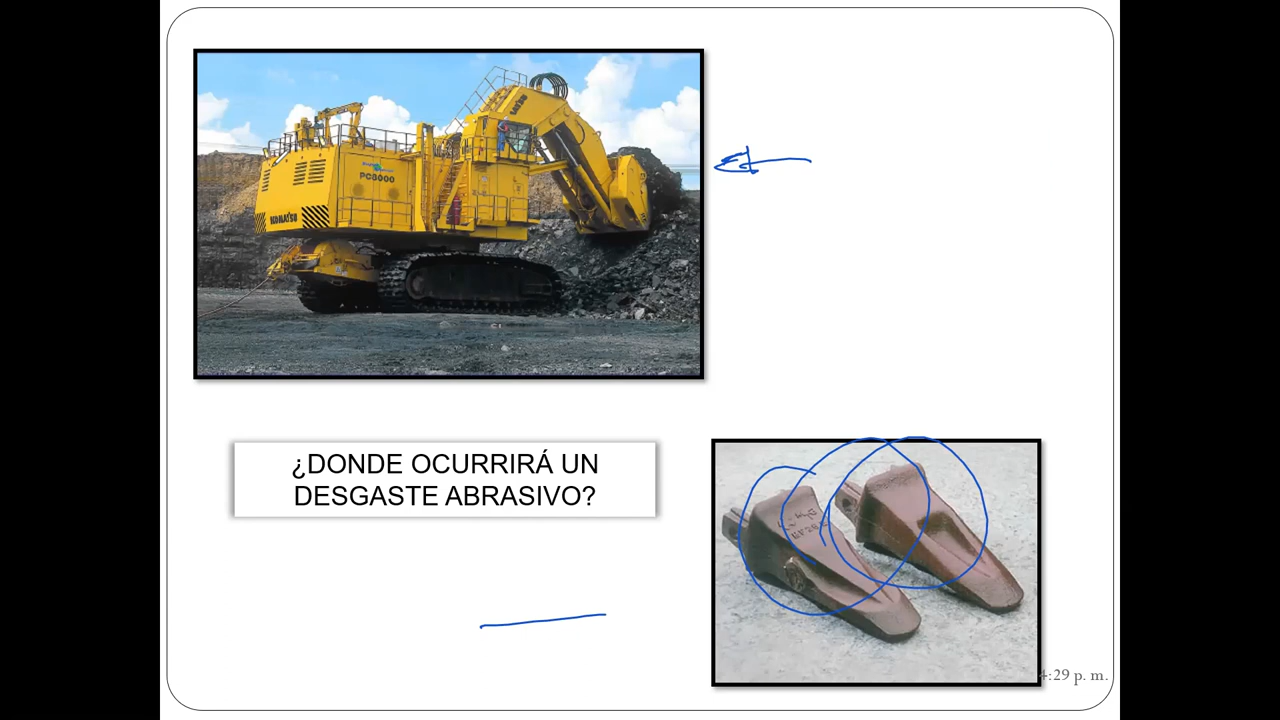 PC8000
KOMATSU
¿DONDE OCURRIRÁ UN
DESGASTE ABRASIVO?
4:29 p. m.